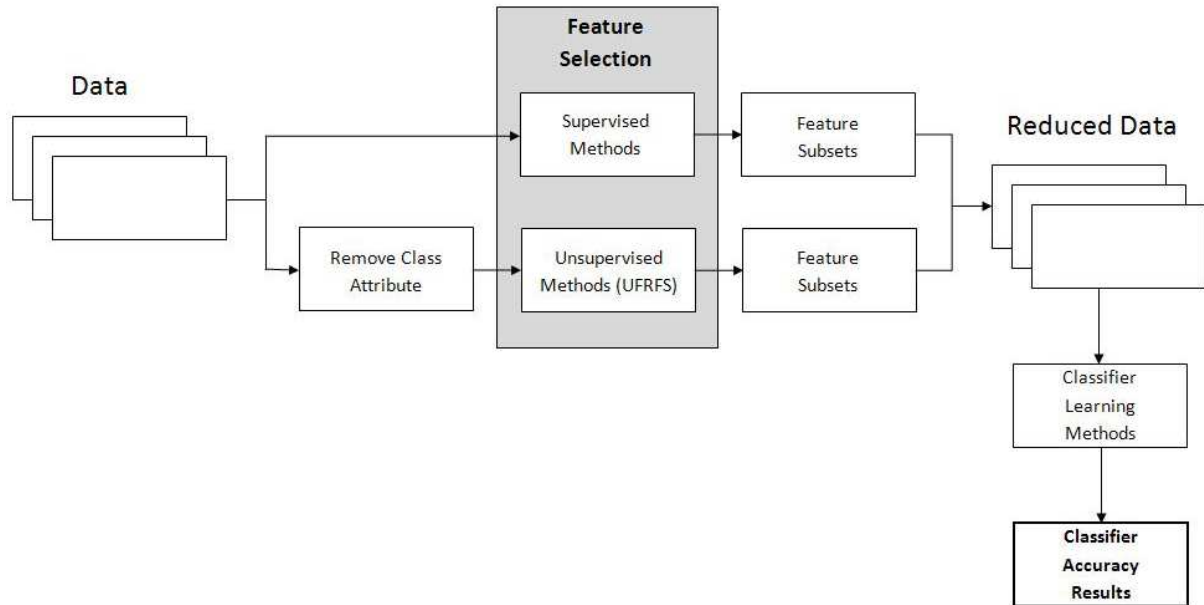 Feature
Selection
Data
Supervised
Methods
Feature
Subsets
Reduced Data
Remove Class
Attribute
Unsupervised
Methods (UFRFS)
Feature
Subsets
Classifier
Learning
Methods
Classifier
Accuracy
Results